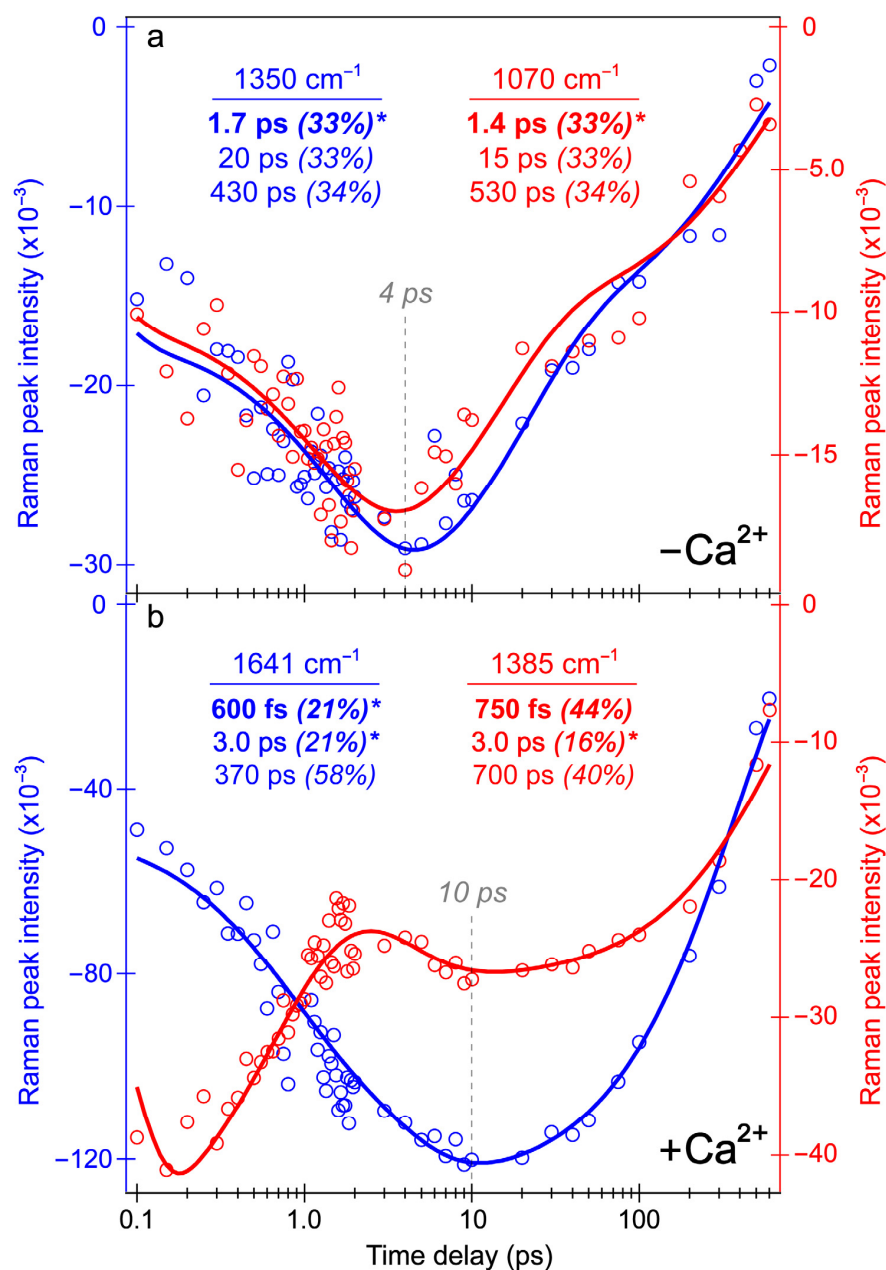 a
1350 cm⁻¹
1.7 ps (33%)*
20 ps (33%)
430 ps (34%)
1070 cm⁻¹
1.4 ps (33%)*
15 ps (33%)
530 ps (34%)
4 ps
−Ca²⁺
0
−10
−20
−30
Raman peak intensity (x10⁻³)
0
−5.0
−10
−15
Raman peak intensity (x10⁻³)
b
1641 cm⁻¹
600 fs (21%)*
3.0 ps (21%)*
370 ps (58%)
1385 cm⁻¹
750 fs (44%)
3.0 ps (16%)*
700 ps (40%)
10 ps
+Ca²⁺
0
−40
−80
−120
Raman peak intensity (x10⁻³)
0
−10
−20
−30
−40
Raman peak intensity (x10⁻³)
0.1 1.0 10 100
Time delay (ps)